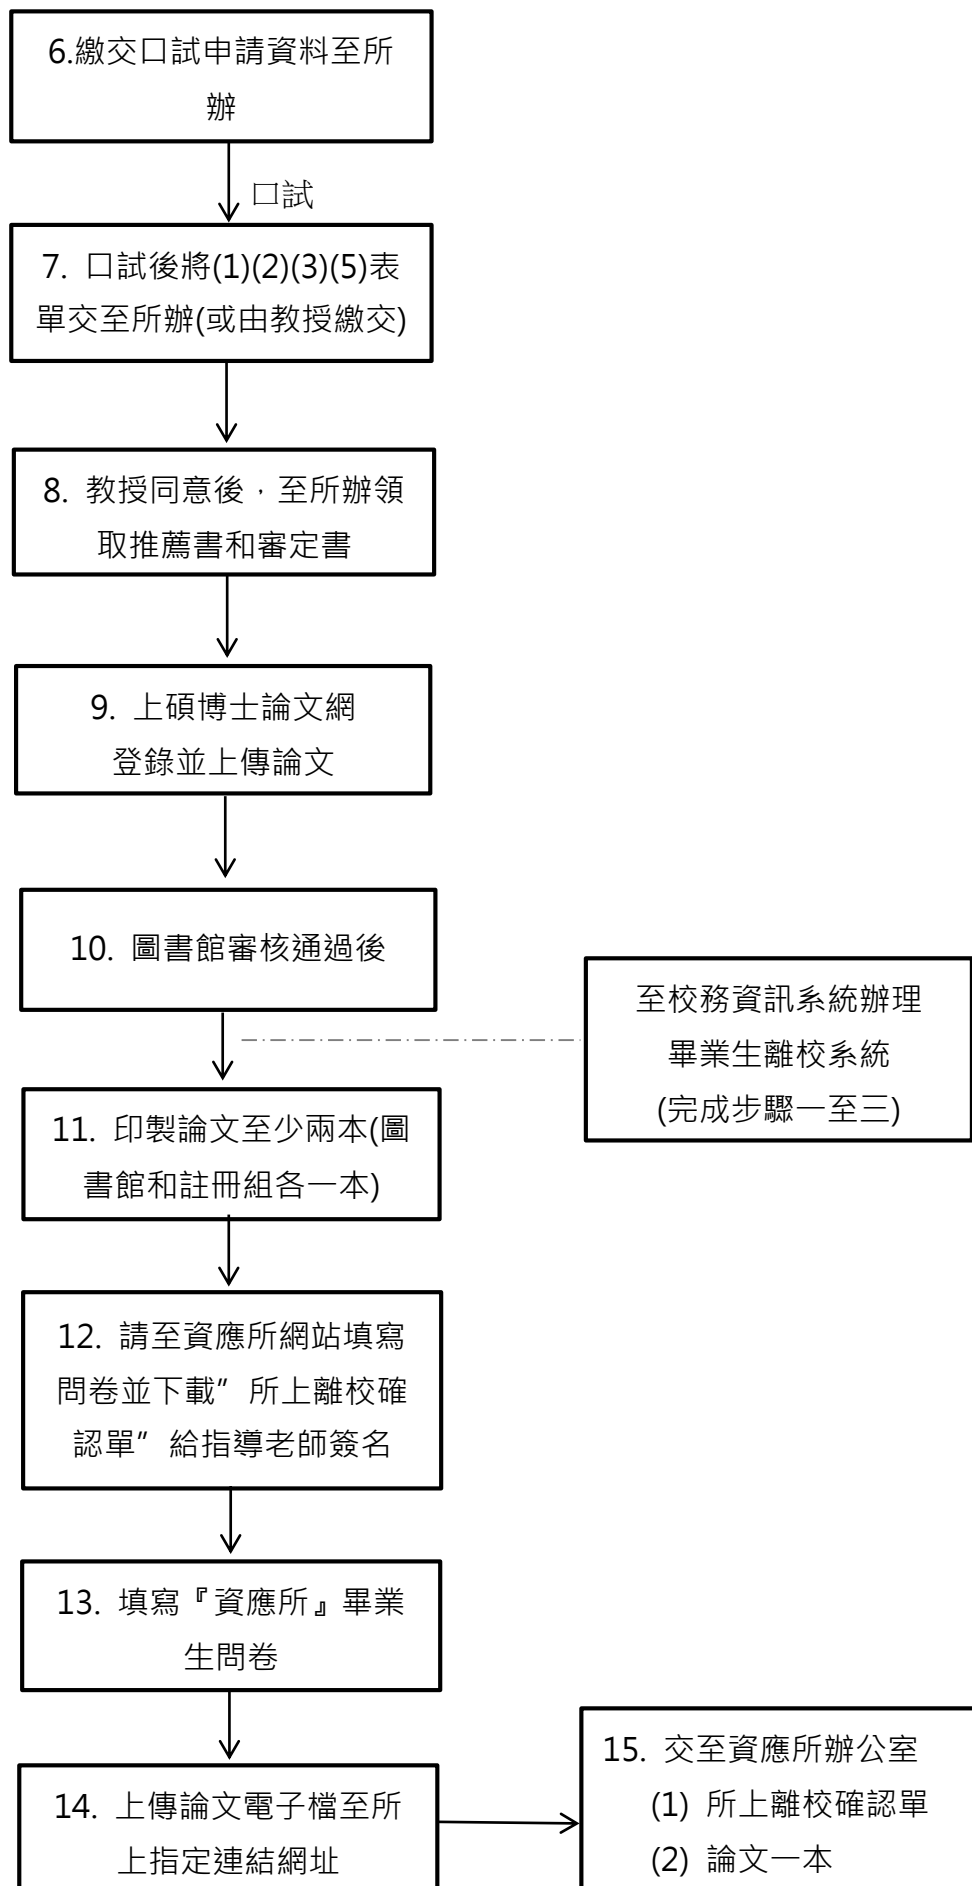 6.繳交口試申請資料至所
辦
口試
7. 口試後將(1)(2)(3)(5)表
單交至所辦(或由教授繳交)
8. 教授同意後，至所辦領
取推薦書和審定書
9. 上碩博士論文網
登錄並上傳論文
10. 圖書館審核通過後
至校務資訊系統辦理
畢業生離校系統
(完成步驟一至三)
11. 印製論文至少兩本(圖
書館和註冊組各一本)
12. 請至資應所網站填寫
問卷並下載”所上離校確
認單”給指導老師簽名
13. 填寫『資應所』畢業
生問卷
14. 上傳論文電子檔至所
上指定連結網址
15. 交至資應所辦公室
(1) 所上離校確認單
(2) 論文一本